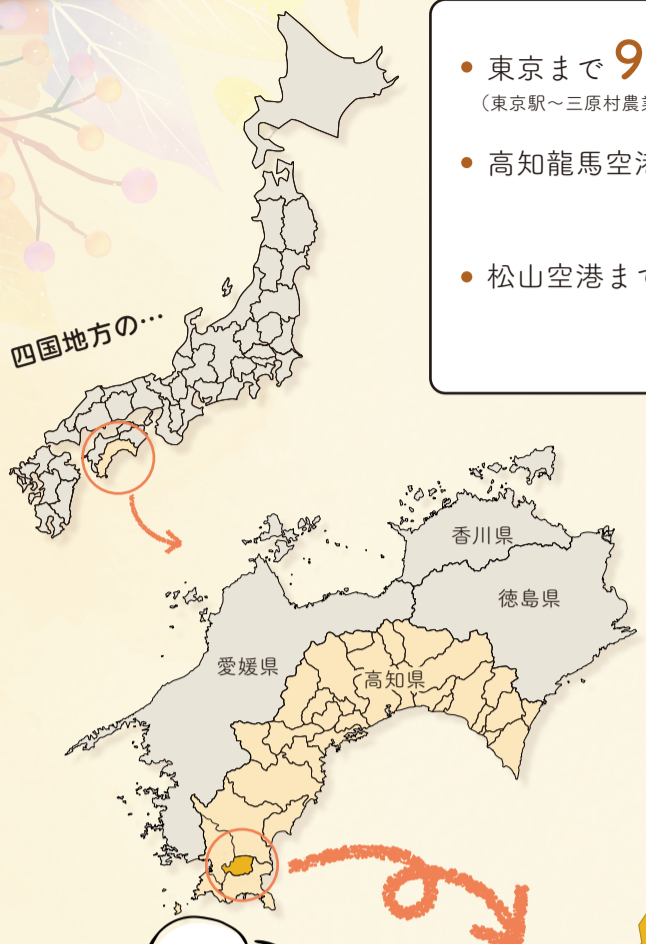 東京まで 9
（東京駅～三原村農業
高知龍馬空港
松山空港まで
四国地方の…
香川県
徳島県
愛媛県
高知県